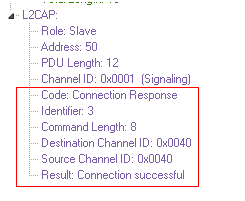 L2CAP:
Role: Slave
Address: 50
PDU Length: 12
Channel ID: 0x0001 (Signaling)
Code: Connection Response
Identifier: 3
Command Length: 8
Destination Channel ID: 0x0040
Source Channel ID: 0x0040
Result: Connection successful